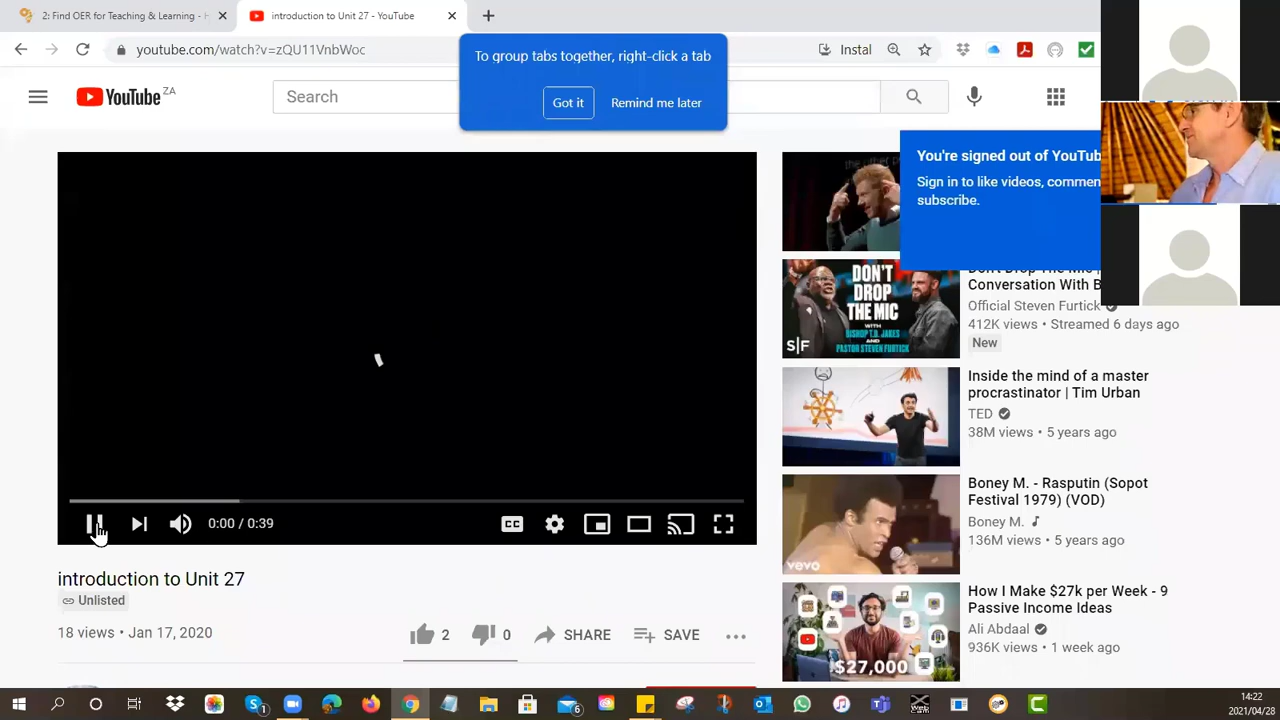 2: Find OER for Teaching & Learning -
introduction to Unit 27 - YouTube
youtube.com/watch?v=zQU11VnbWoc
Instal
To group tabs together, right-click a tab
Got it
Remind me later
YouTube ZA
Search
You're signed out of YouTub
Sign in to like videos, commen
subscribe.
DON'T
DROP
THE MIC
WITH
BISHOP T.D. JAKES
AND
PASTOR STEVEN FURTICK
S|F
Don't Drop The Mic |
Conversation With B
Official Steven Furtick
412K views • Streamed 6 days ago
New
Inside the mind of a master
procrastinator | Tim Urban
TED
38M views • 5 years ago
vevo
Boney M. - Rasputin (Sopot
Festival 1979) (VOD)
Boney M.
136M views • 5 years ago
$27,000
How I Make $27k per Week - 9
Passive Income Ideas
Ali Abdaal
936K views • 1 week ago
0:00 / 0:39
CC
introduction to Unit 27
Unlisted
18 views • Jan 17, 2020
2
0
SHARE
SAVE
14:22
2021/04/28